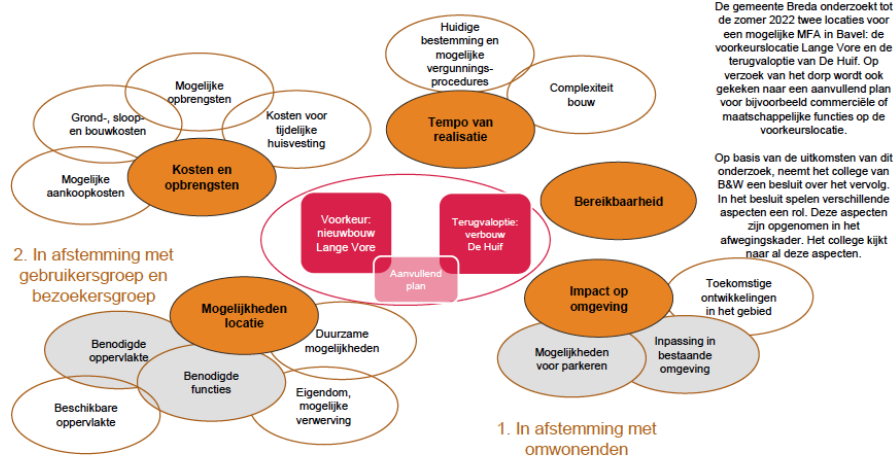 De gemeente Breda onderzoekt tot
de zomer 2022 twee locaties voor
een mogelijke MFA in Bavel: de
voorkeurslocatie Lange Vore en de
terugvaloptie van De Huif. Op
verzoek van het dorp wordt ook
gekeken naar een aanvullend plan
voor bijvoorbeeld commerciële of
maatschappelijke functies op de
voorkeurslocatie.
Op basis van de uitkomsten van dit
onderzoek, neemt het college van
B&W een besluit over het vervolg.
In het besluit spelen verschillende
aspecten een rol. Deze aspecten
zijn opgenomen in het
afwegingskader. Het college kijkt
naar al deze aspecten.
Huidige
bestemming en
mogelijke
vergunnings-
procedures
Complexiteit
bouw
Tempo van
realisatie
Mogelijke
opbrengsten
Grond-, sloop-
en bouwkosten
Kosten voor
tijdelijke
huisvesting
Mogelijke
aankoopkosten
Kosten en
opbrengsten
Voorkeur:
nieuwbouw
Lange Vore
Terugvaloptie:
verbouw
De Huif
Aanvullend
plan
Bereikbaarheid
2. In afstemming met
gebruikersgroep en
bezoekersgroep
Mogelijkheden
locatie
Benodigde
oppervlakte
Benodigde
functies
Duurzame
mogelijkheden
Beschikbare
oppervlakte
Eigendom,
mogelijke
verwerving
Impact op
omgeving
Toekomstige
ontwikkelingen
in het gebied
Mogelijkheden
voor parkeren
Inpassing in
bestaande
omgeving
1. In afstemming met
omwonenden